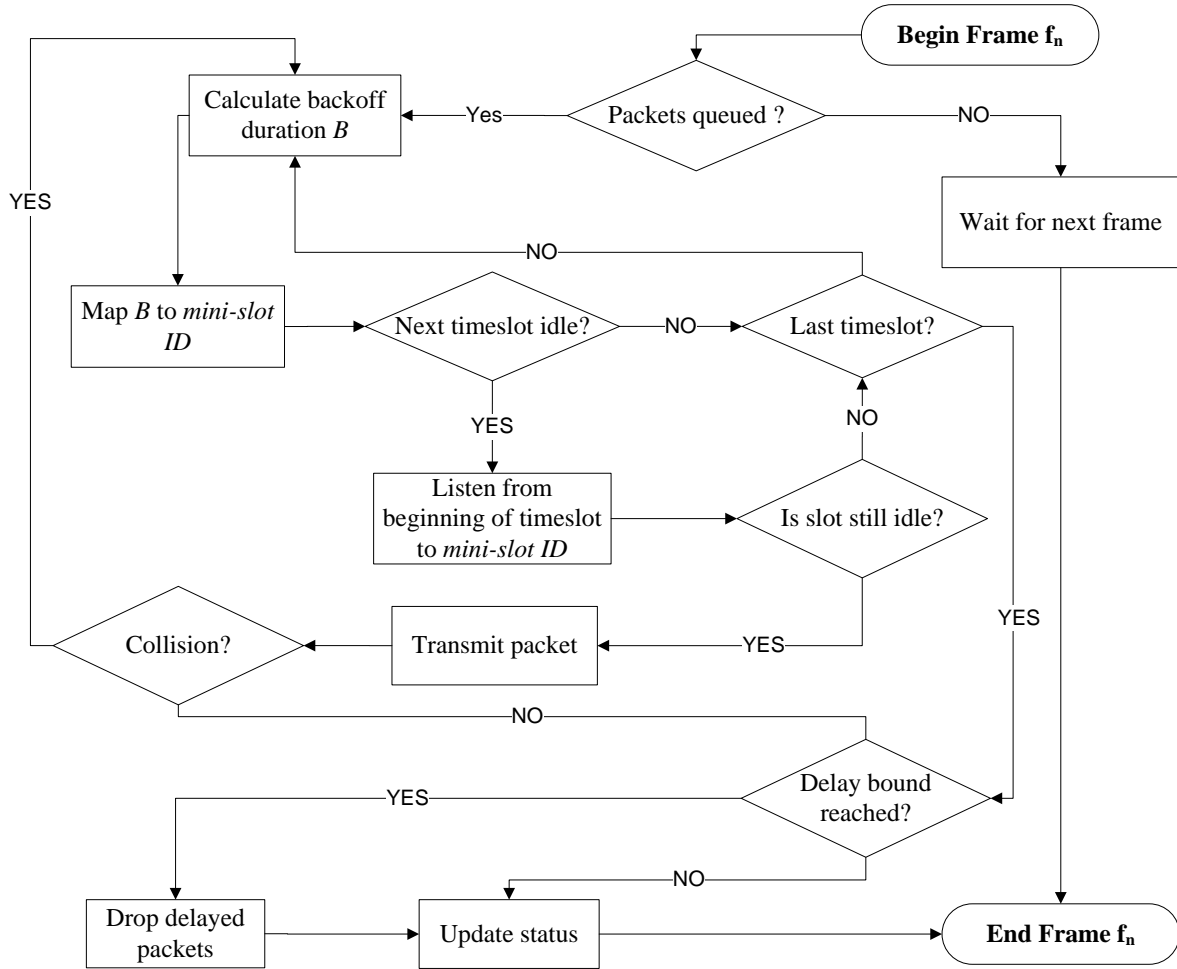 Begin Frame fn
Packets queued ?
Yes
NO
Calculate backoff
duration B
YES
Wait for next frame
NO
Map B to mini-slot
ID
Next timeslot idle?
NO
Last timeslot?
YES
NO
Listen from
beginning of timeslot
to mini-slot ID
Is slot still idle?
YES
Collision?
Transmit packet
YES
NO
Delay bound
reached?
YES
NO
Drop delayed
packets
Update status
End Frame fn